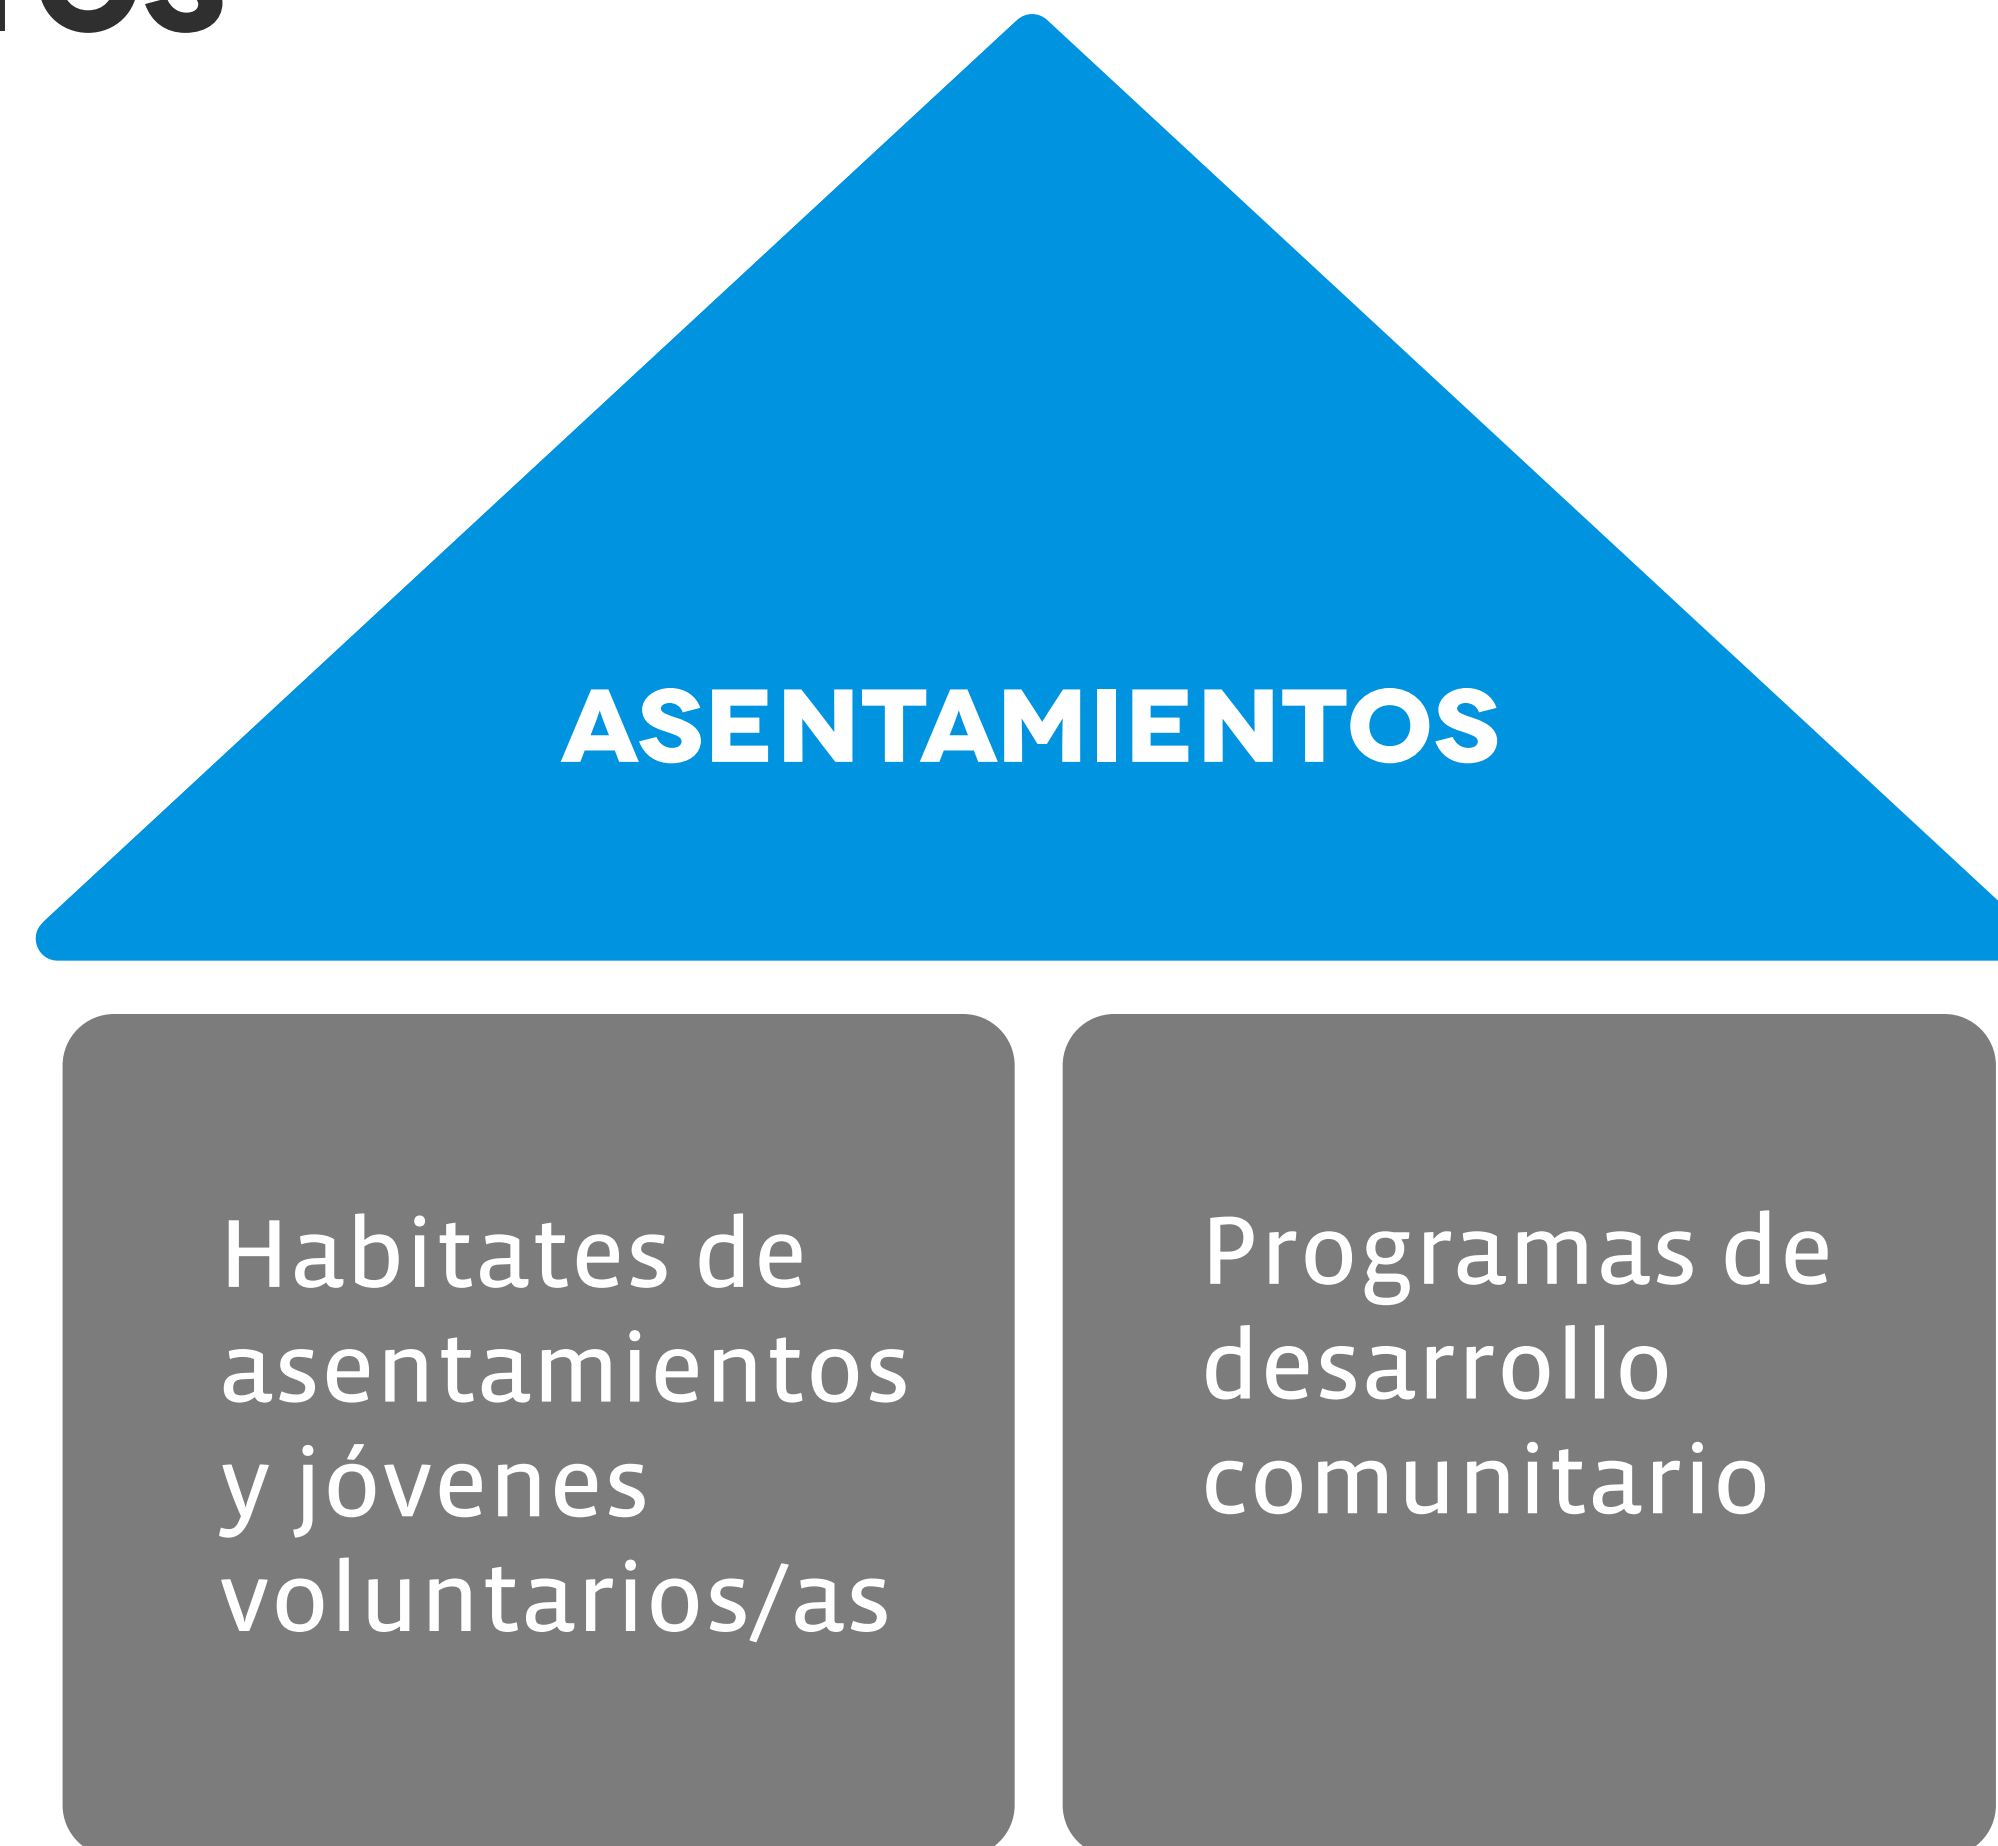 ASENTAMIENTOS
Habitates de
asentamientos
y jóvenes
voluntarios/as
Programas de
desarrollo
comunitario